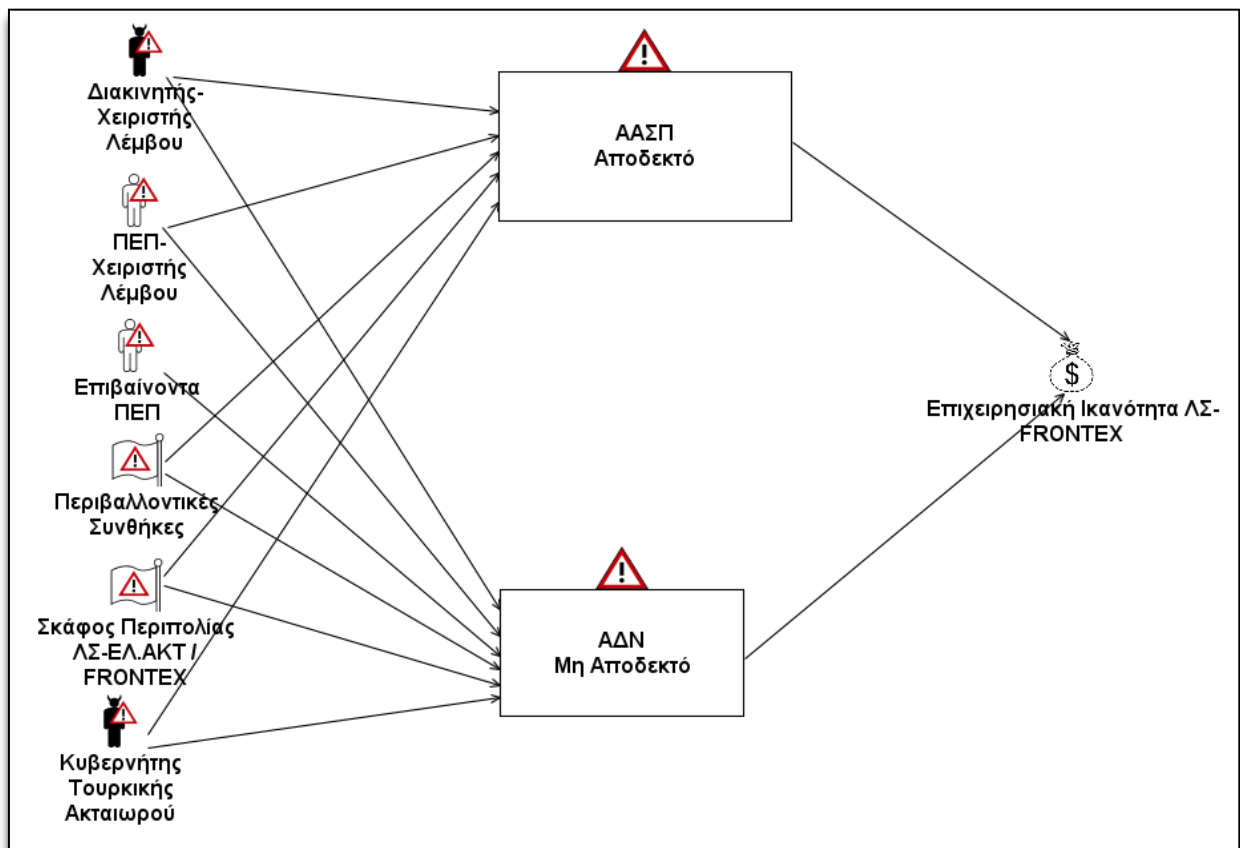 Διακινητής-
Χειριστής
Λέμβου
ΠΕΠ-
Χειριστής
Λέμβου
Επιβαίνοντα
ΠΕΠ
Περιβαλλοντικές
Συνθήκες
Σκάφος Περιπολίας
ΛΣ-ΕΛ.ΑΚΤ /
FRONTEX
Κυβερνήτης
Τουρκικής
Ακταιωρού
ΑΑΣΠ
Αποδεκτό
ΑΔΝ
Μη Αποδεκτό
$
Επιχειρησιακή Ικανότητα ΛΣ-
FRONTEX